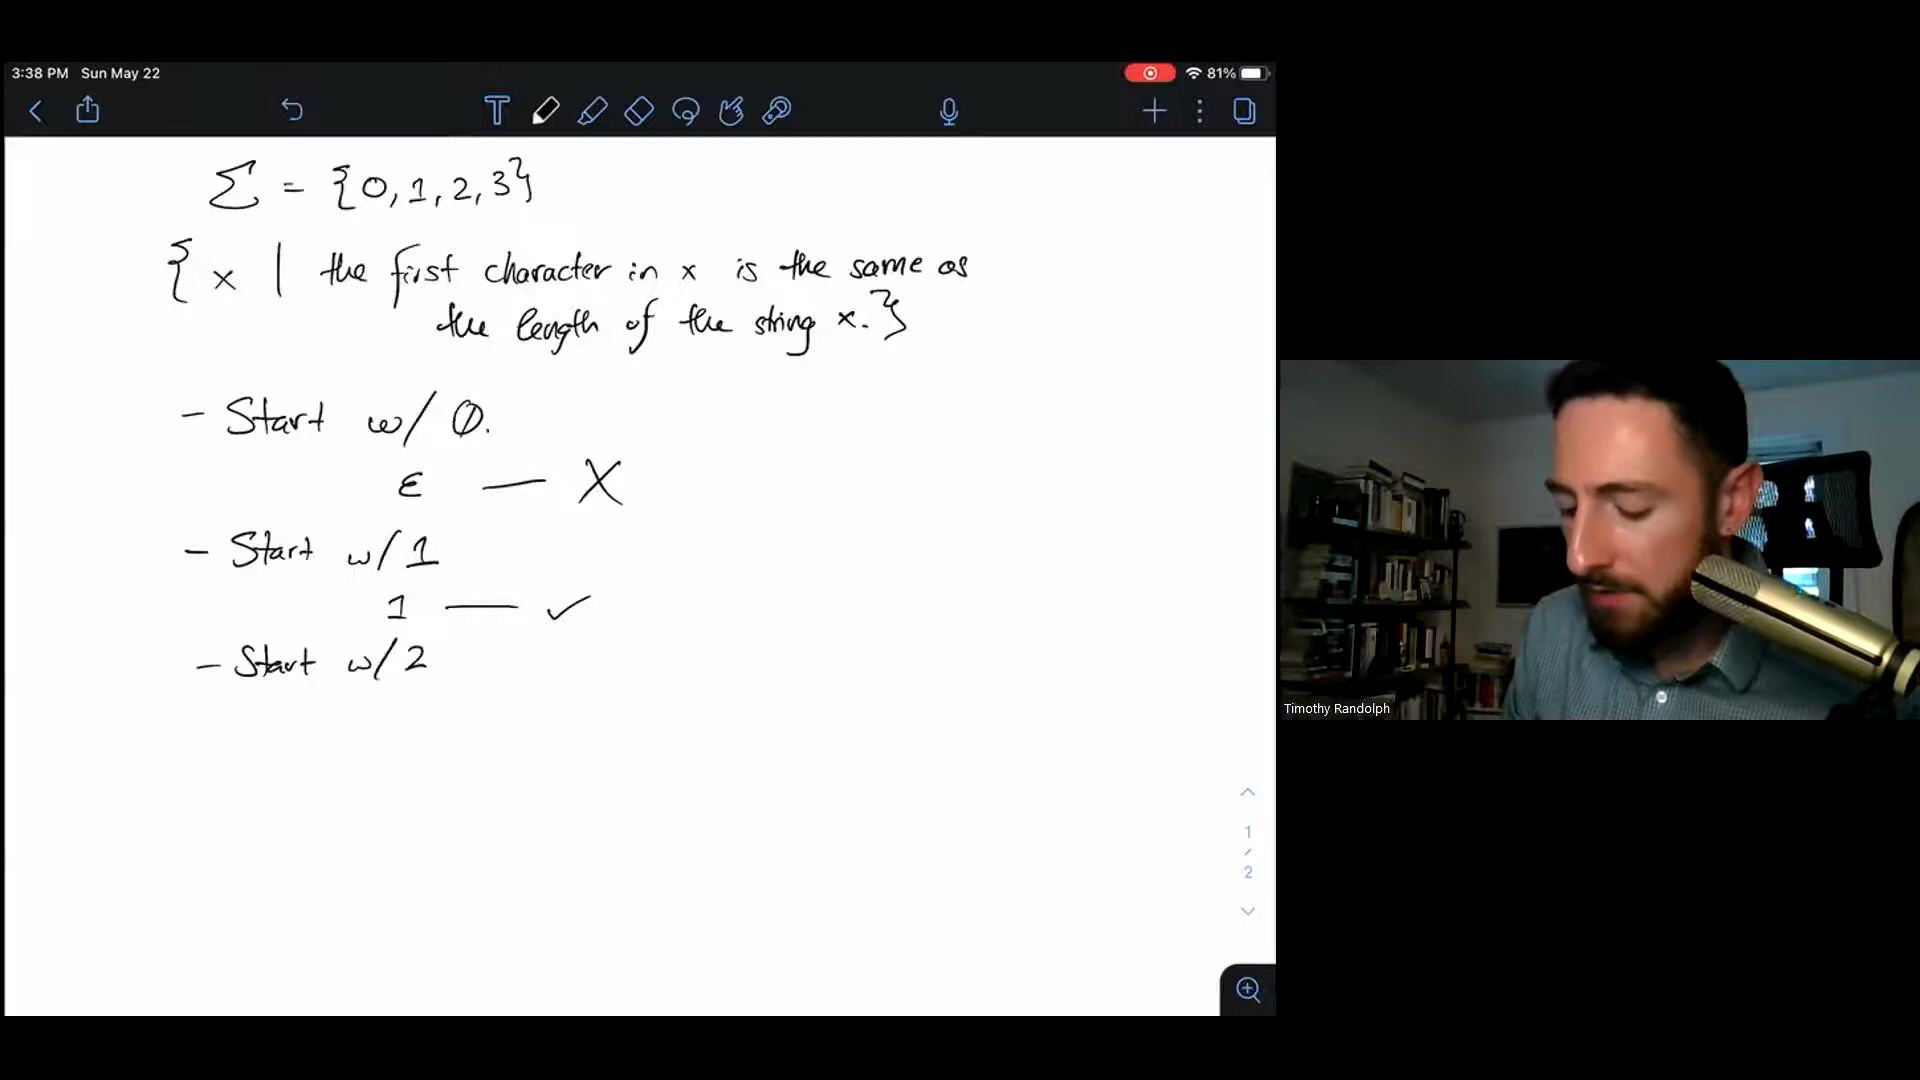 3:38 PM Sun May 22
81%
Σ = {0,1,2,3}
{ x | the first character in x is the same as
the length of the string x.}
- Start w/ 0.
ε — X
- Start w/ 1
1 — ✓
- Start w/ 2
1
/
2
Timothy Randolph